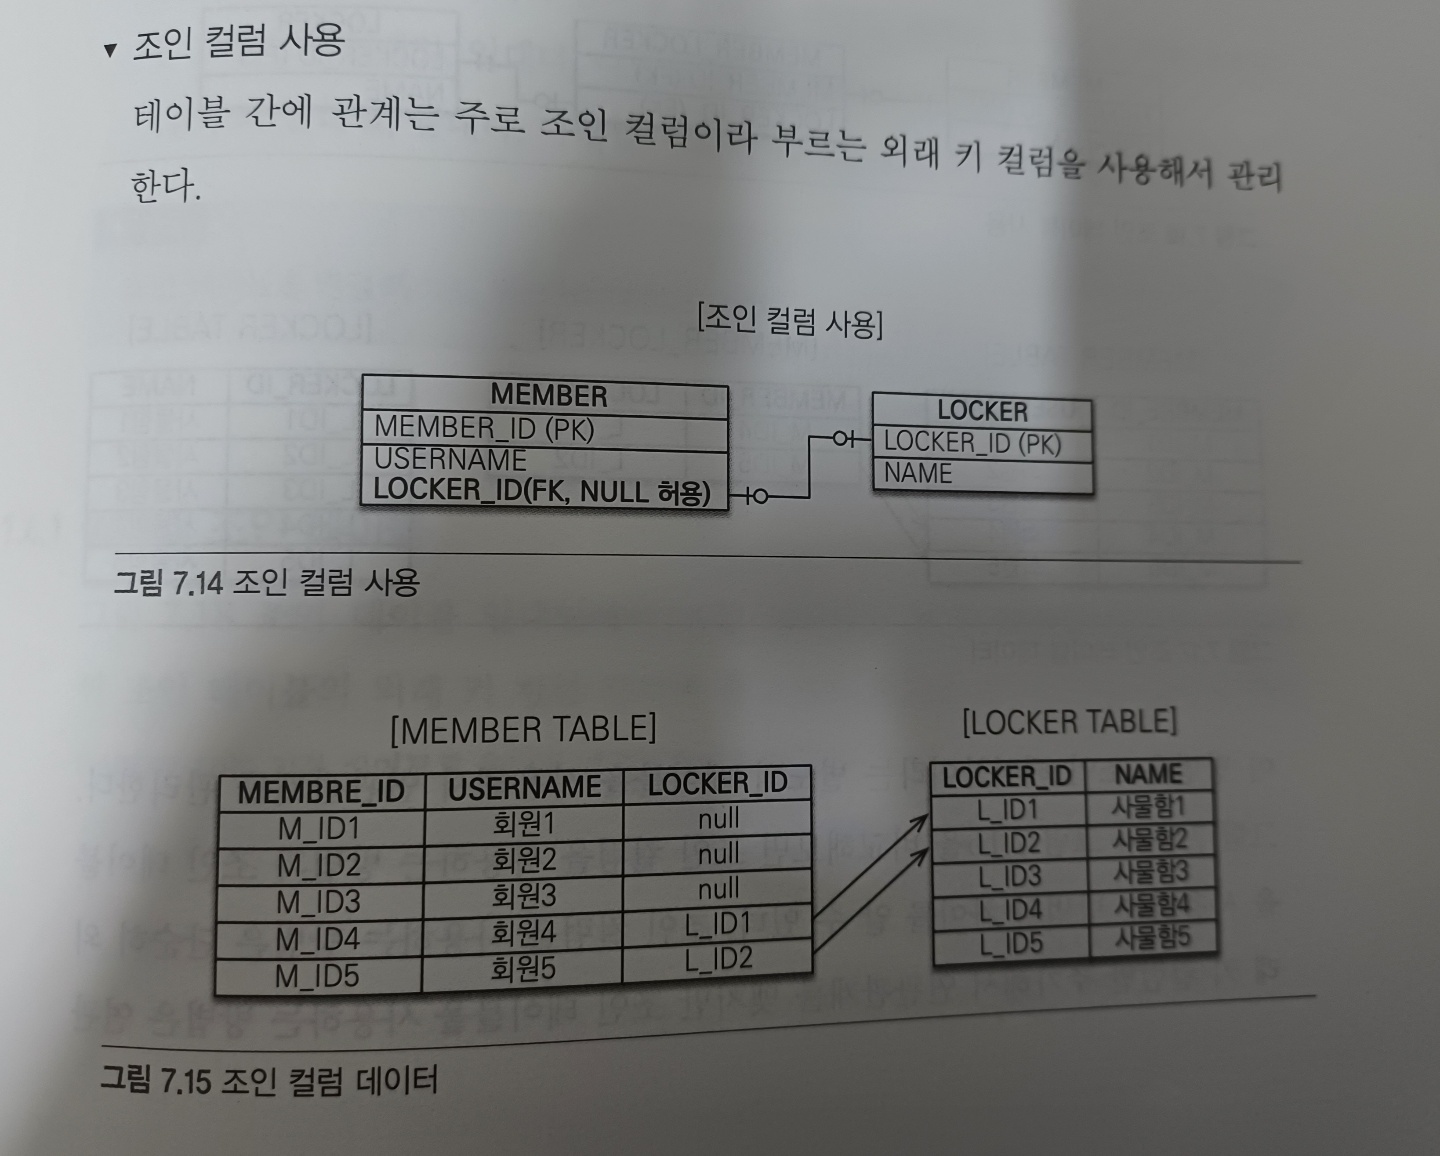 ▼ 조인 컬럼 사용
테이블 간에 관계는 주로 조인 컬럼이라 부르는 외래 키 컬럼을 사용해서 관리
한다.
[조인 컬럼 사용]
MEMBER
MEMBER_ID (PK)
USERNAME
LOCKER_ID(FK, NULL 허용)
LOCKER
LOCKER_ID (PK)
NAME
그림 7.14 조인 컬럼 사용
[MEMBER TABLE]
MEMBRE_ID USERNAME LOCKER_ID
M_ID1 회원1 null
M_ID2 회원2 null
M_ID3 회원3 null
M_ID4 회원4 L_ID1
M_ID5 회원5 L_ID2
[LOCKER TABLE]
LOCKER_ID NAME
L_ID1 사물함1
L_ID2 사물함2
L_ID3 사물함3
L_ID4 사물함4
L_ID5 사물함5
그림 7.15 조인 컬럼 데이터